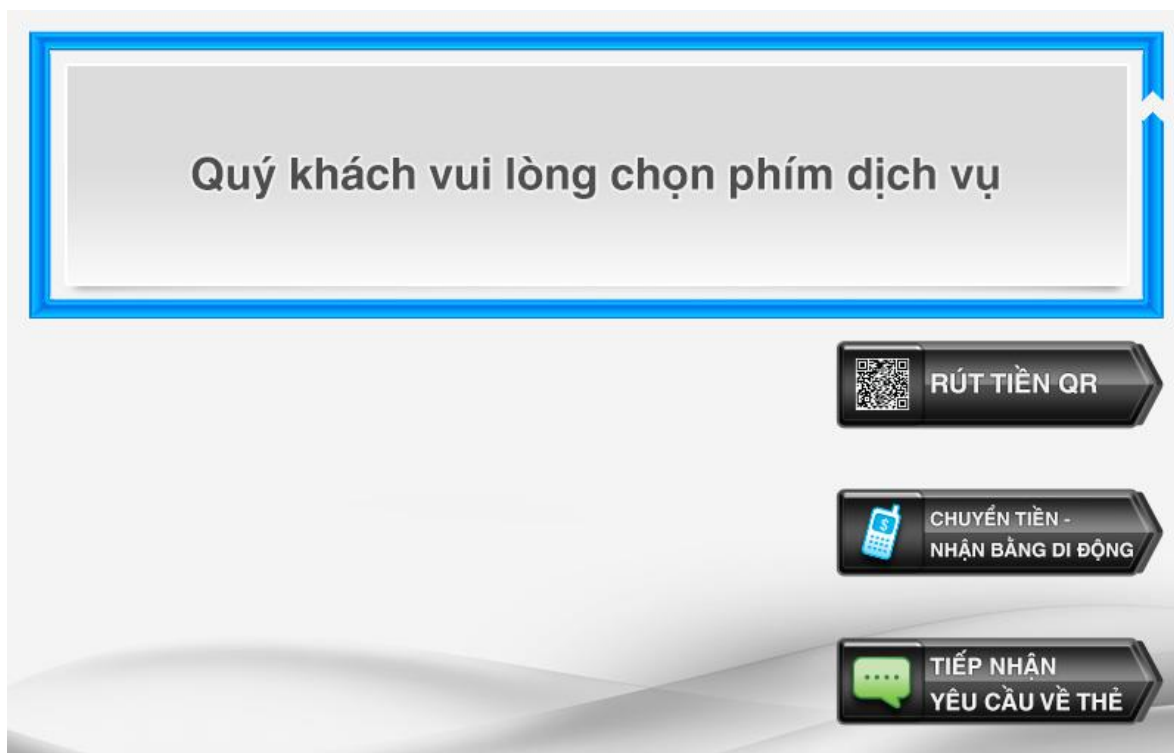 Quý khách vui lòng chọn phím dịch vụ
RÚT TIỀN QR
CHUYỂN TIỀN -
NHẬN BẰNG DI ĐỘNG
TIẾP NHẬN
YÊU CẦU VỀ THẺ